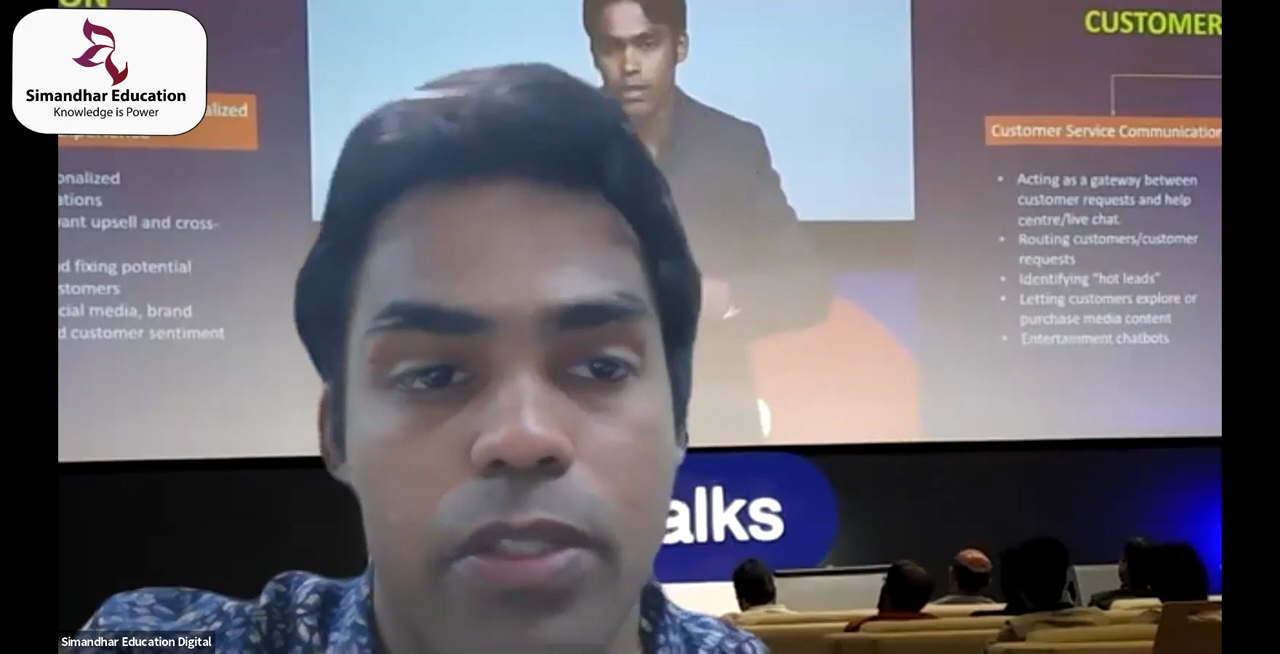 ON
Simandhar Education
Knowledge is Power
alized
onalized
ations
vant upsell and cross-
d fixing potential
stomers
cial media, brand
d customer sentiment
CUSTOMER
Customer Service Communication
• Acting as a gateway between
customer requests and help
centre/live chat
• Routing customers/customer
requests
• Identifying "hot leads"
• Letting customers explore or
purchase media content
• Entertainment chatbots
alks
Simandhar Education Digital